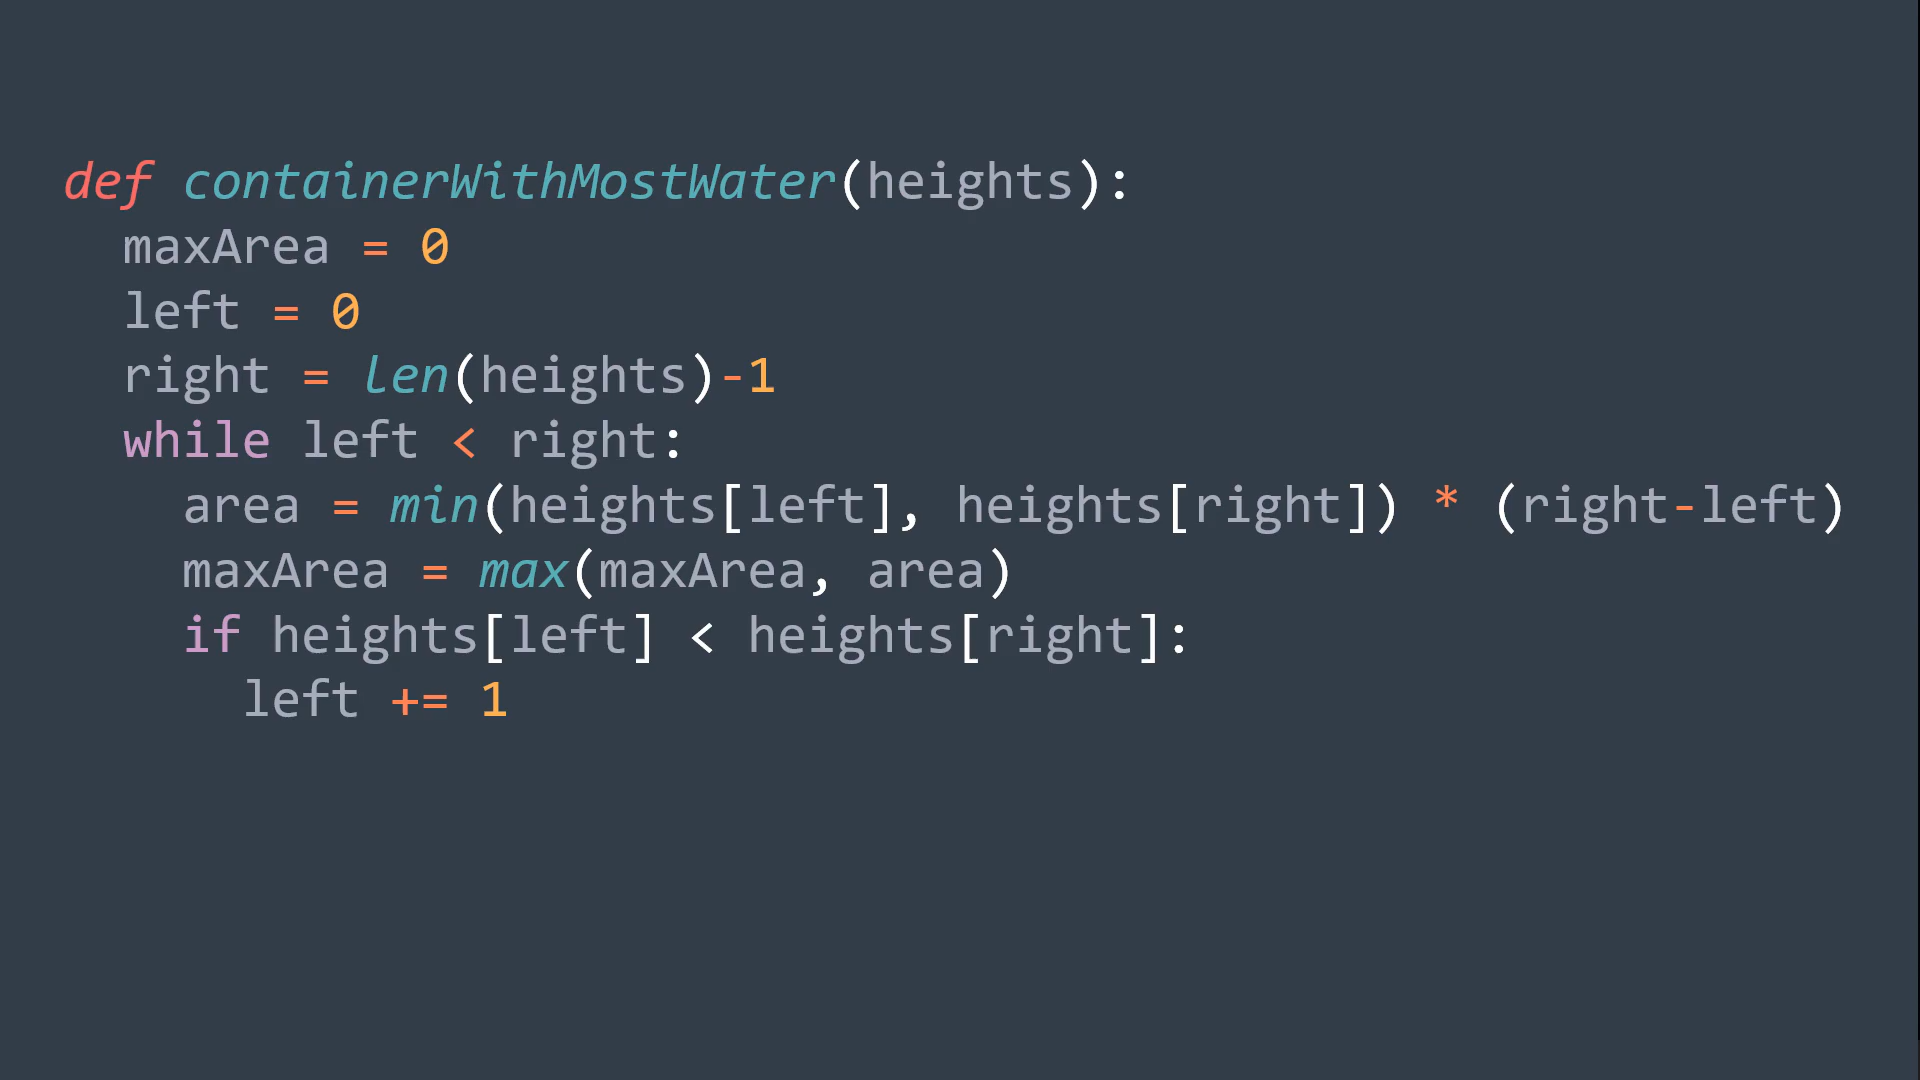 def containerWithMostWater(heights):
  maxArea = 0
  left = 0
  right = len(heights)-1
  while left < right:
    area = min(heights[left], heights[right]) * (right-left)
    maxArea = max(maxArea, area)
    if heights[left] < heights[right]:
      left += 1